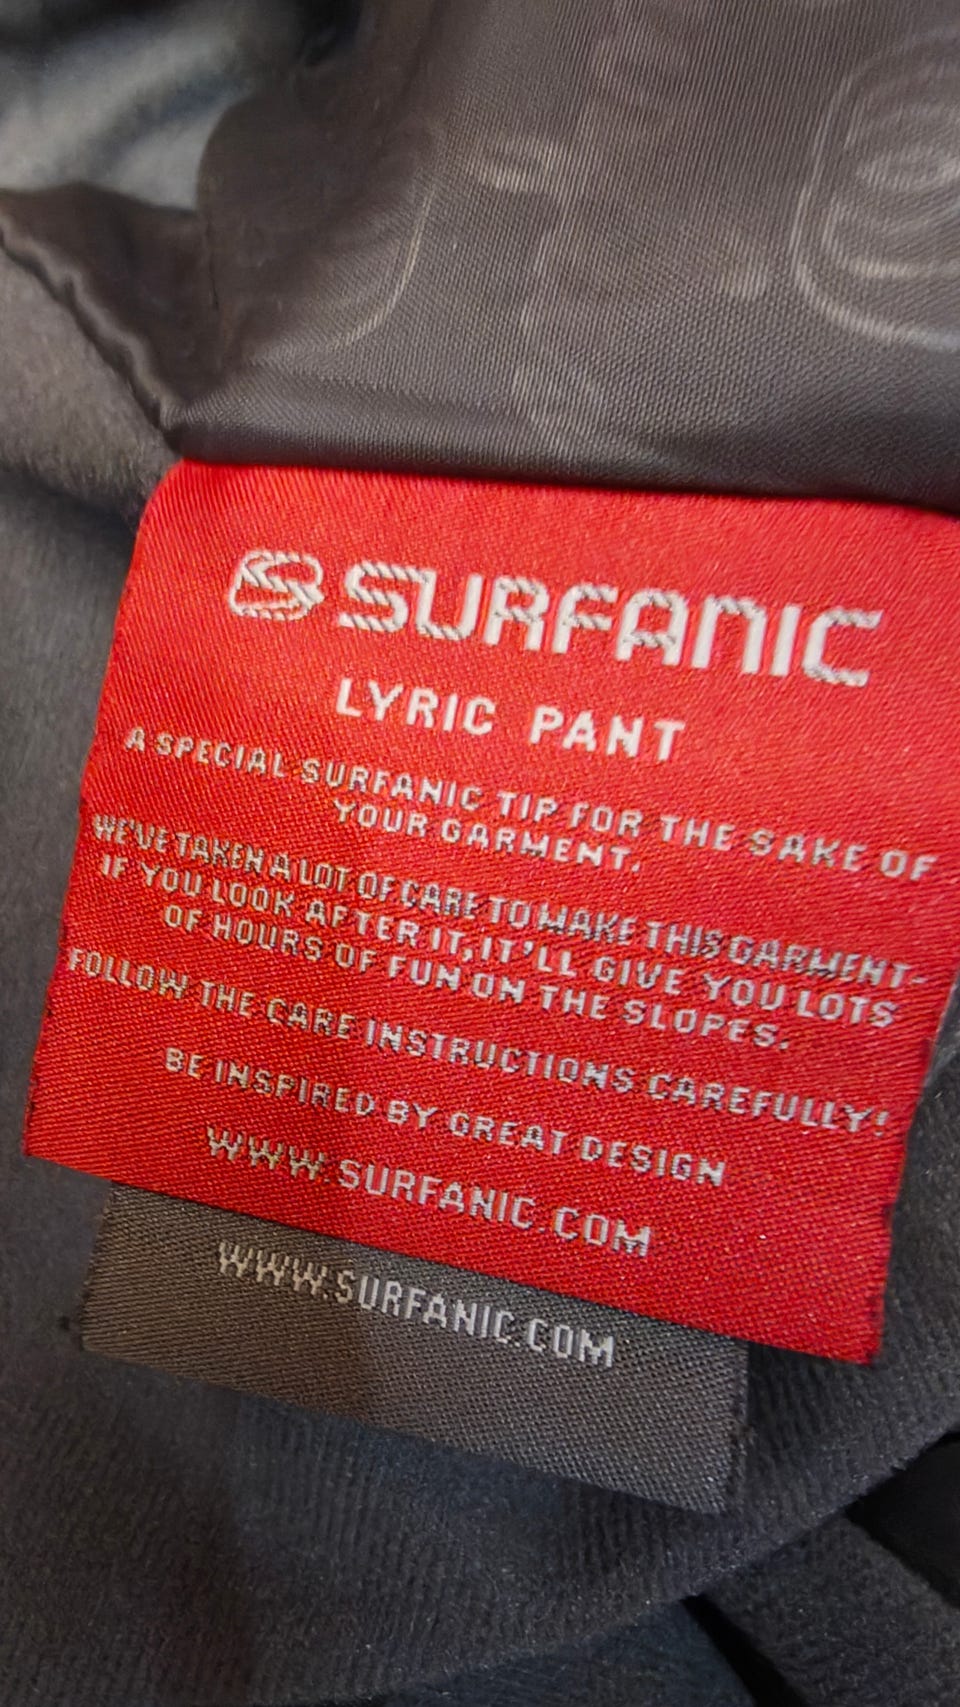 SURFANIC
LYRIC PANT
A SPECIAL SURFANIC TIP FOR THE SAKE OF
YOUR GARMENT.
WE'VE TAKEN A LOT OF CARE TO MAKE THIS GARMENT-
IF YOU LOOK AFTER IT, IT'LL GIVE YOU LOTS
OF HOURS OF FUN ON THE SLOPES.
FOLLOW THE CARE INSTRUCTIONS CAREFULLY!
BE INSPIRED BY GREAT DESIGN
WWW.SURFANIC.COM
WWW.SURFANIC.COM